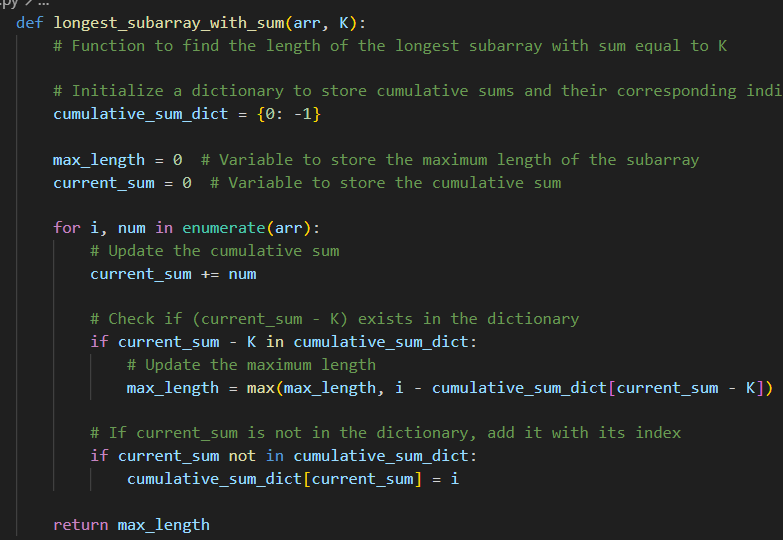 .py > ...
def longest_subarray_with_sum(arr, K):
    # Function to find the length of the longest subarray with sum equal to K
    # Initialize a dictionary to store cumulative sums and their corresponding indi
    cumulative_sum_dict = {0: -1}
    max_length = 0  # Variable to store the maximum length of the subarray
    current_sum = 0  # Variable to store the cumulative sum
    for i, num in enumerate(arr):
        # Update the cumulative sum
        current_sum += num
        # Check if (current_sum - K) exists in the dictionary
        if current_sum - K in cumulative_sum_dict:
            # Update the maximum length
            max_length = max(max_length, i - cumulative_sum_dict[current_sum - K])
        # If current_sum is not in the dictionary, add it with its index
        if current_sum not in cumulative_sum_dict:
            cumulative_sum_dict[current_sum] = i
    return max_length